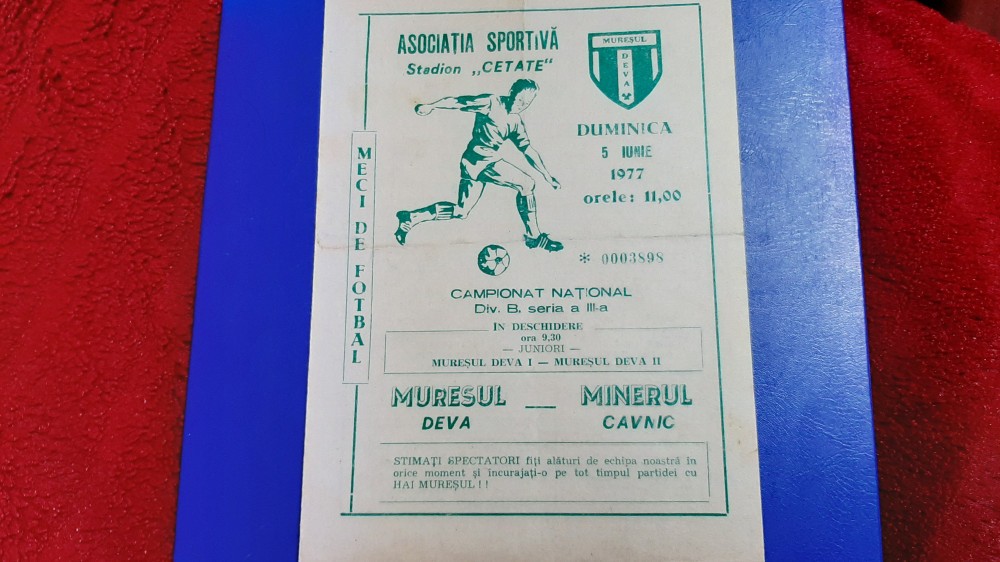 ASOCIAȚIA SPORTIVĂ
Stadion „CETATE"
MUREȘUL
DEVA
DUMINICA
5 IUNIE
1977
orele: 11,00
MECI DE FOTBAL
* 0003898
CAMPIONAT NAȚIONAL
Div. B, seria a III-a
IN DESCHIDERE
ora 9,30
— JUNIORI —
MUREȘUL DEVA I — MUREȘUL DEVA II
MUREȘUL — MINERUL
DEVA CAVNIC
STIMAȚI SPECTATORI fiți alături de echipa noastră în
orice moment și încurajați-o pe tot timpul partidei cu
HAI MUREȘUL ! !